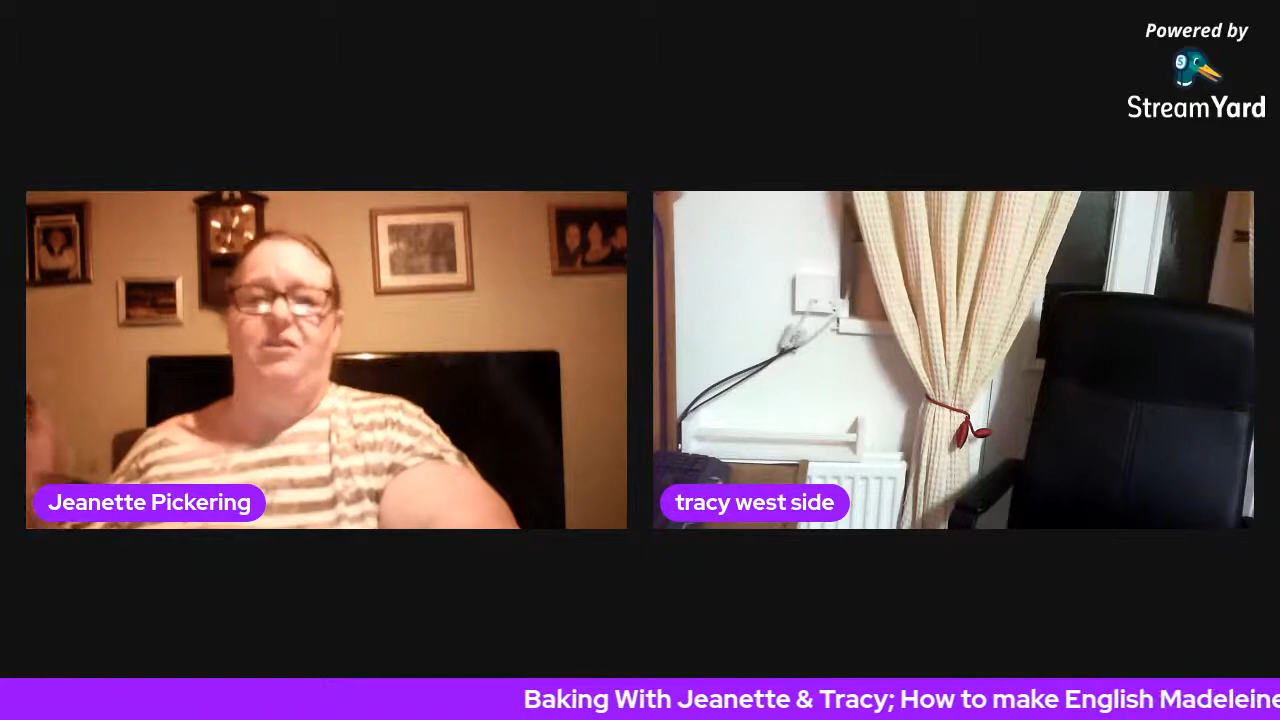 Powered by
S
StreamYard
Jeanette Pickering
tracy west side
Baking With Jeanette & Tracy; How to make English Madeleine